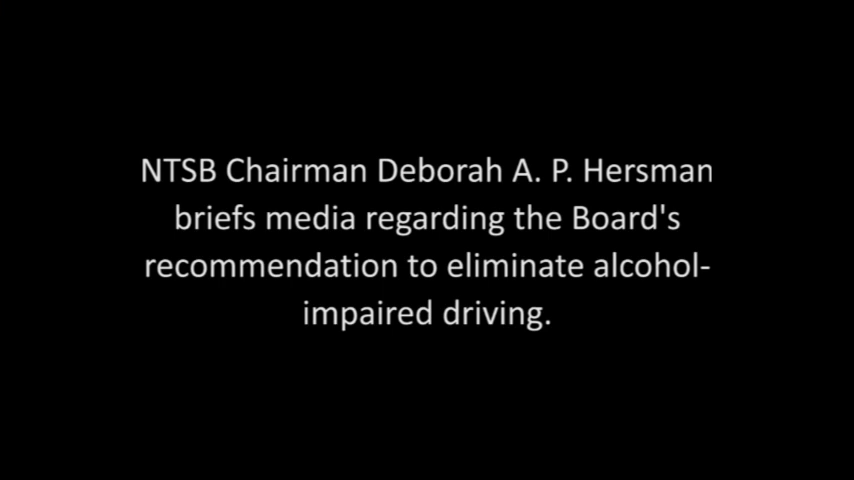 NTSB Chairman Deborah A. P. Hersman
briefs media regarding the Board's
recommendation to eliminate alcohol-
impaired driving.